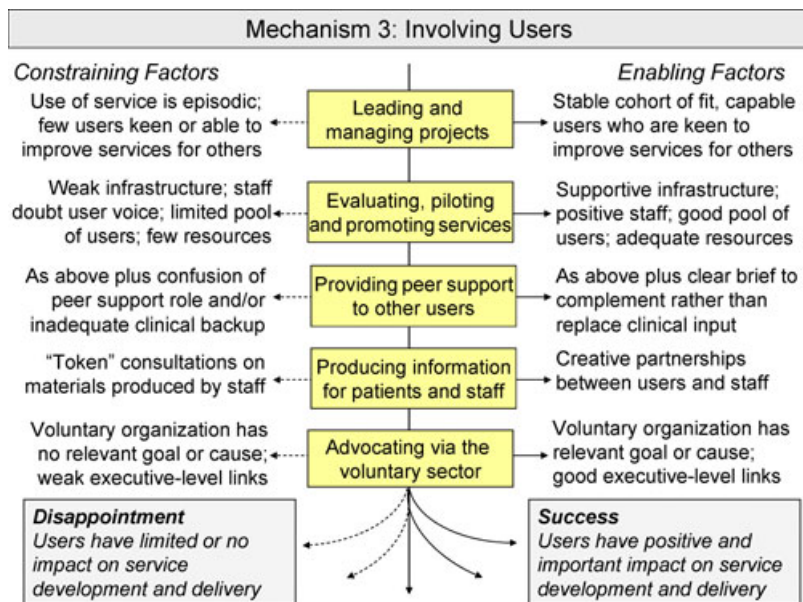 Mechanism 3: Involving Users
Constraining Factors
Enabling Factors
Use of service is episodic;
few users keen or able to
improve services for others
Leading and
managing projects
Stable cohort of fit, capable
users who are keen to
improve services for others
Weak infrastructure; staff
doubt user voice; limited pool
of users; few resources
Evaluating, piloting
and promoting services
Supportive infrastructure;
positive staff; good pool of
users; adequate resources
As above plus confusion of
peer support role and/or
inadequate clinical backup
Providing peer support
to other users
As above plus clear brief to
complement rather than
replace clinical input
“Token” consultations on
materials produced by staff
Producing information
for patients and staff
Creative partnerships
between users and staff
Voluntary organization has
no relevant goal or cause;
weak executive-level links
Advocating via the
voluntary sector
Voluntary organization has
relevant goal or cause;
good executive-level links
Disappointment
Users have limited or no
impact on service
development and delivery
Success
Users have positive and
important impact on service
development and delivery